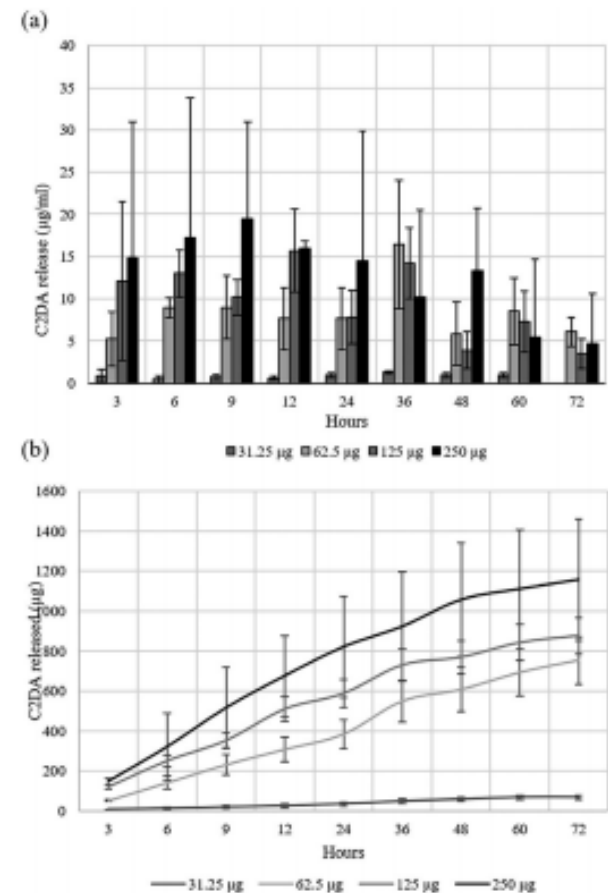 (a)
40
35
30
25
20
15
10
5
0
C2DA release (µg/ml)
3 6 9 12 24 36 48 60 72
Hours
31.25 µg 62.5 µg 125 µg 250 µg
(b)
1600
1400
1200
1000
800
600
400
200
0
C2DA released (µg)
3 6 9 12 24 36 48 60 72
Hours
31.25 µg 62.5 µg 125 µg 250 µg